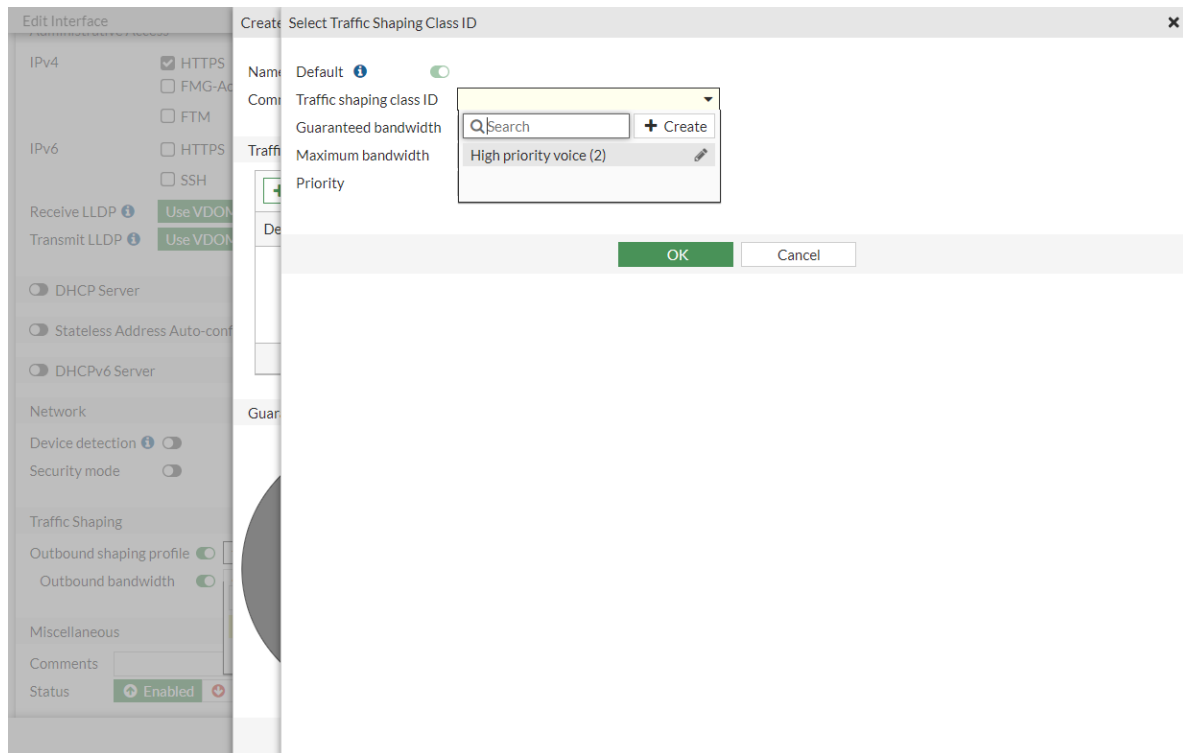 Edit Interface
Administrative Access
IPv4
HTTPS
FMG-Ac
FTM
IPv6
HTTPS
SSH
Receive LLDP Use VDOM
Transmit LLDP Use VDOM
DHCP Server
Stateless Address Auto-conf
DHCPv6 Server
Network
Device detection
Security mode
Traffic Shaping
Outbound shaping profile
Outbound bandwidth
Miscellaneous
Comments
Status Enabled
Create
Name
Comr
Traffi
De
Guar
Select Traffic Shaping Class ID
Default
Traffic shaping class ID
Guaranteed bandwidth
Search
+ Create
Maximum bandwidth
High priority voice (2)
Priority
OK
Cancel